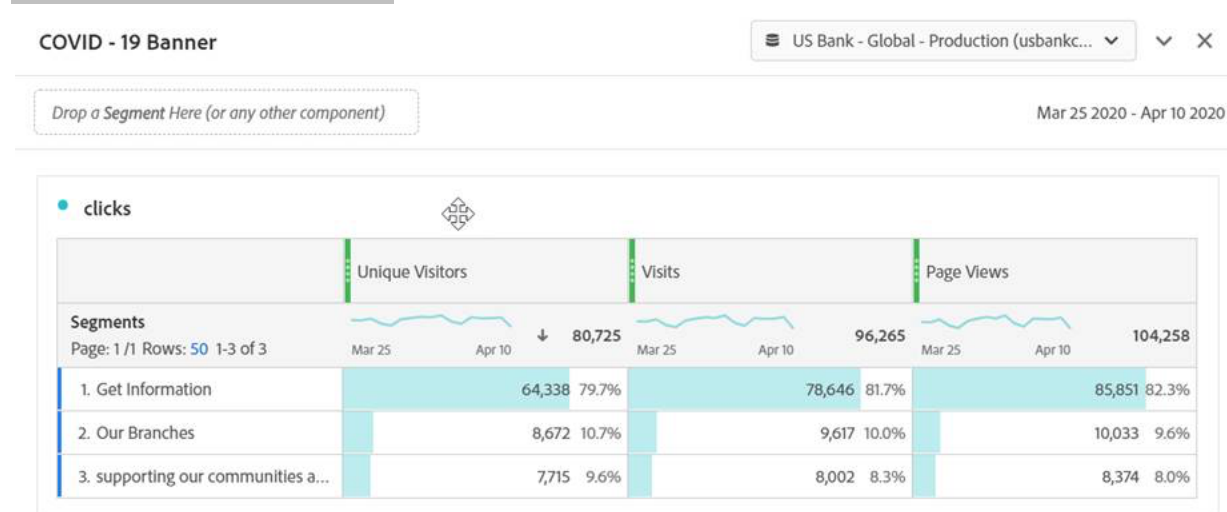 COVID - 19 Banner
US Bank - Global - Production (usbankc...
Drop a Segment Here (or any other component)
Mar 25 2020 - Apr 10 2020
clicks
Unique Visitors Visits Page Views
Segments
Page: 1 /1 Rows: 50 1-3 of 3
Mar 25 Apr 10 ↓ 80,725 Mar 25 Apr 10 96,265 Mar 25 Apr 10 104,258
1. Get Information 64,338 79.7% 78,646 81.7% 85,851 82.3%
2. Our Branches 8,672 10.7% 9,617 10.0% 10,033 9.6%
3. supporting our communities a... 7,715 9.6% 8,002 8.3% 8,374 8.0%